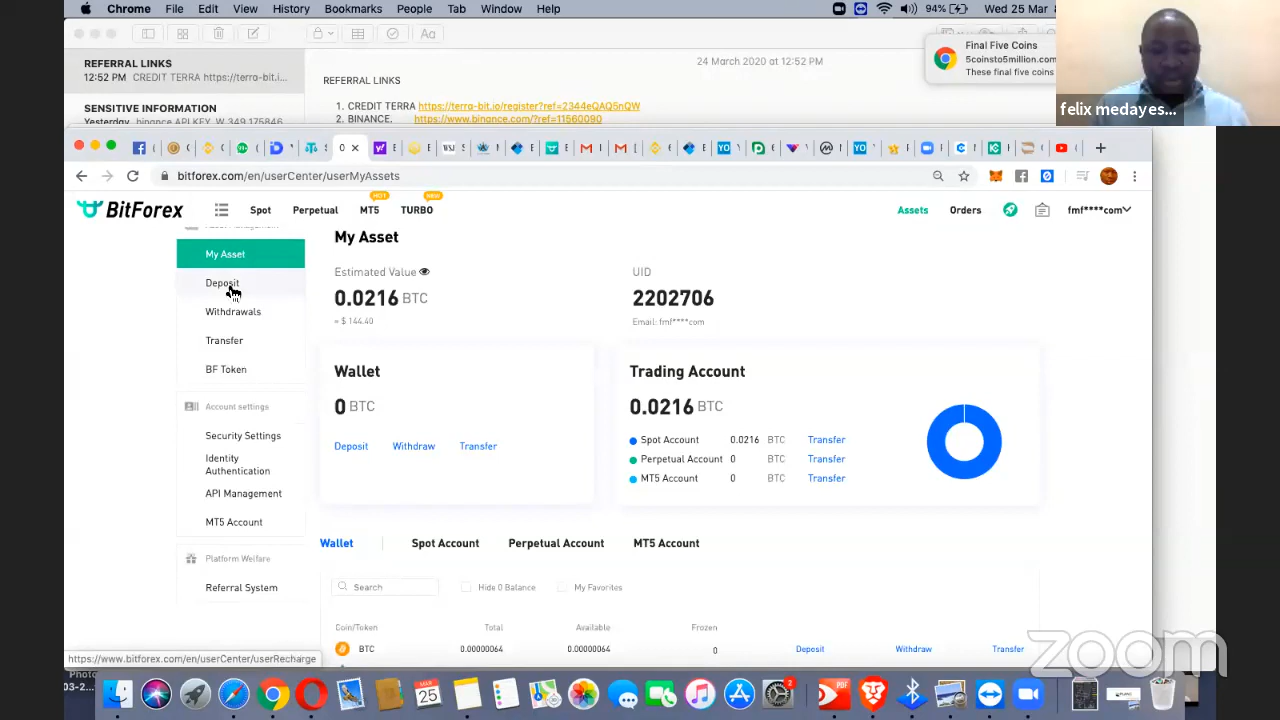 Chrome File Edit View History Bookmarks People Tab Window Help 94% Wed 25 Mar
Aa
REFERRAL LINKS
12:52 PM CREDIT TERRA https://terra-bit.i...
SENSITIVE INFORMATION
24 March 2020 at 12:52 PM
REFERRAL LINKS
1. CREDIT TERRA https://terra-bit.io/register?ref=2344eQAQ5nQW
2. BINANCE. https://www.binance.com/?ref=11560090
Final Five Coins
5coinsto5million.com
These final five coins
felix medayes...
bitforex.com/en/userCenter/userMyAssets
BitForex Spot Perpetual MT5 TURBO Assets Orders fmf****com
HOT
NEW
My Asset
Deposit
Withdrawals
Transfer
BF Token
Account settings
Security Settings
Identity
Authentication
API Management
MT5 Account
Platform Welfare
Referral System
My Asset
Estimated Value
0.0216 BTC
≈ $ 144.40
UID
2202706
Email: fmf****com
Wallet
0 BTC
Deposit Withdraw Transfer
Trading Account
0.0216 BTC
Spot Account 0.0216 BTC Transfer
Perpetual Account 0 BTC Transfer
MT5 Account 0 BTC Transfer
Wallet Spot Account Perpetual Account MT5 Account
Search Hide 0 Balance My Favorites
Coin/Token Total Available Frozen
BTC 0.00000064 0.00000064 0 Deposit Withdraw Transfer
https://www.bitforex.com/en/userCenter/userRecharge
zoom